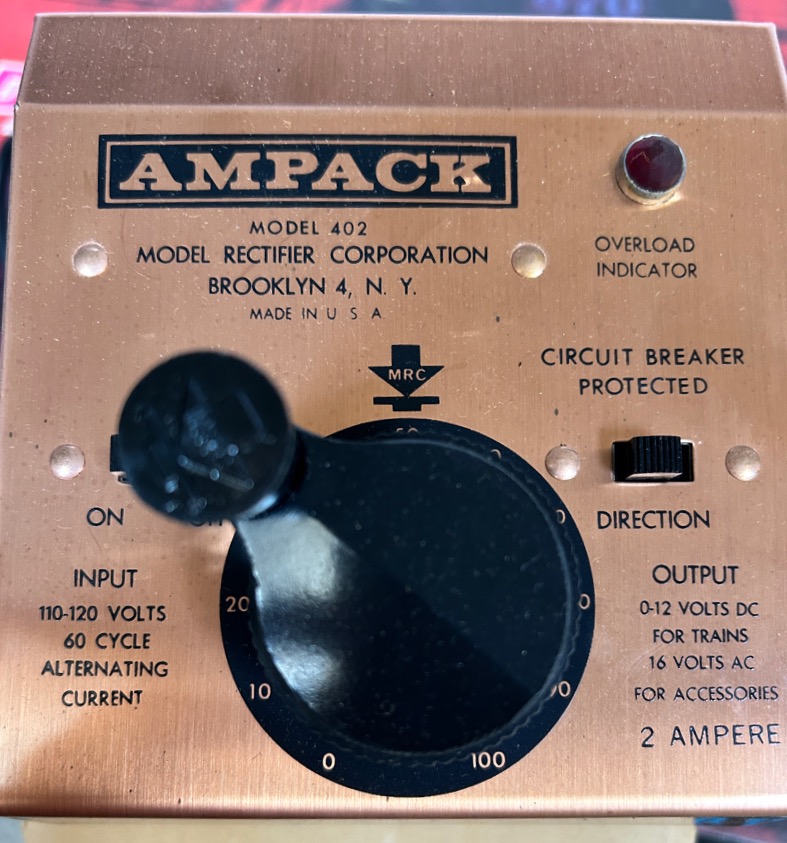 AMPACK
MODEL 402
MODEL RECTIFIER CORPORATION
BROOKLYN 4, N. Y.
MADE IN U S A
OVERLOAD
INDICATOR
MRC
CIRCUIT BREAKER
PROTECTED
ON
DIRECTION
INPUT
110-120 VOLTS
60 CYCLE
ALTERNATING
CURRENT
20
10
0
100
OUTPUT
0-12 VOLTS DC
FOR TRAINS
16 VOLTS AC
FOR ACCESSORIES
2 AMPERE